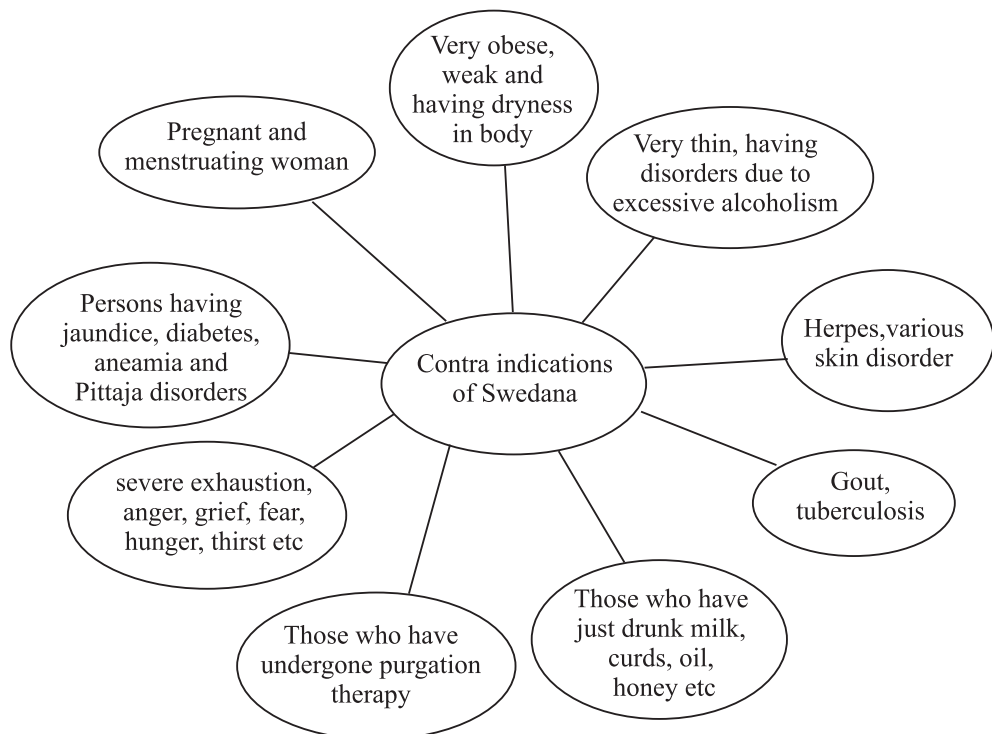 Very obese,
weak and
having dryness
in body
Pregnant and
menstruating woman
Very thin, having
disorders due to
excessive alcoholism
Persons having
jaundice, diabetes,
aneamia and
Pittaja disorders
Contra indications
of Swedana
Herpes,various
skin disorder
severe exhaustion,
anger, grief, fear,
hunger, thirst etc
Gout,
tuberculosis
Those who have
undergone purgation
therapy
Those who have
just drunk milk,
curds, oil,
honey etc